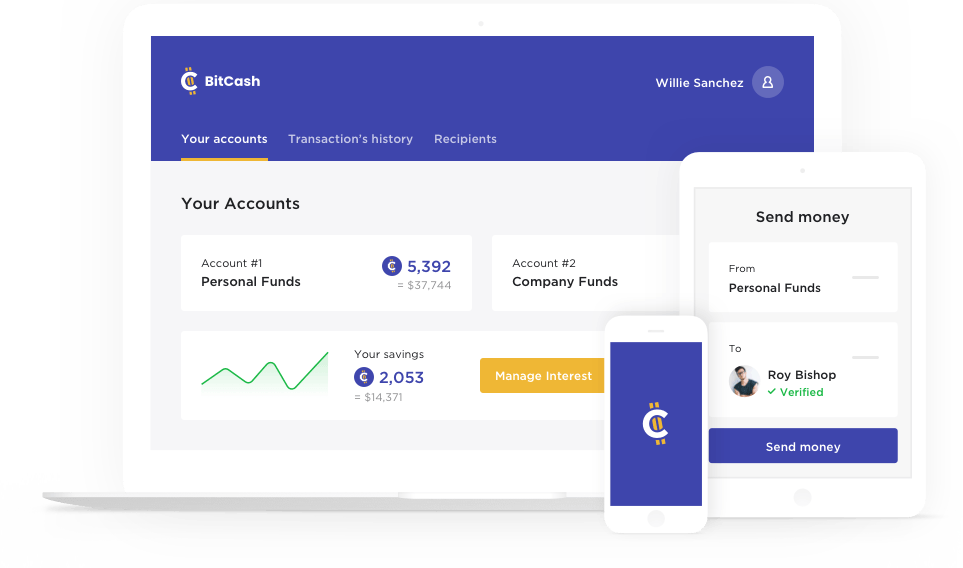 BitCash
Willie Sanchez
Your accounts
Transaction's history
Recipients
Your Accounts
Account #1
Personal Funds
5,392
= $37,744
Account #2
Company Funds
Your savings
2,053
= $14,371
Manage Interest
Send money
From
Personal Funds
To
Roy Bishop
Verified
Send money